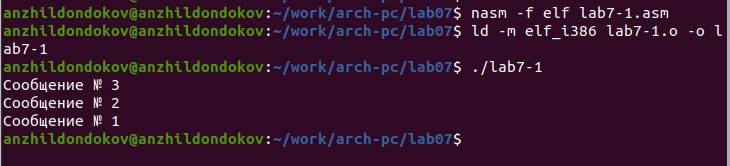 anzhildondokov@anzhildondokov:~/work/arch-pc/lab07$ nasm -f elf lab7-1.asm
anzhildondokov@anzhildondokov:~/work/arch-pc/lab07$ ld -m elf_i386 lab7-1.o -o l
ab7-1
anzhildondokov@anzhildondokov:~/work/arch-pc/lab07$ ./lab7-1
Сообщение № 3
Сообщение № 2
Сообщение № 1
anzhildondokov@anzhildondokov:~/work/arch-pc/lab07$